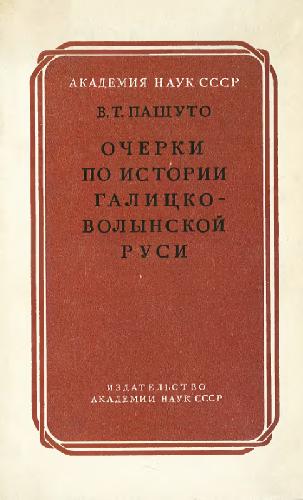 АКАДЕМИЯ НАУК СССР
В.Т. ПАШУТО
ОЧЕРКИ
ПО ИСТОРИИ
ГАЛИЦКО-
ВОЛЫНСКОЙ
РУСИ
ИЗДАТЕЛЬСТВО
АКАДЕМИИ НАУК СССР